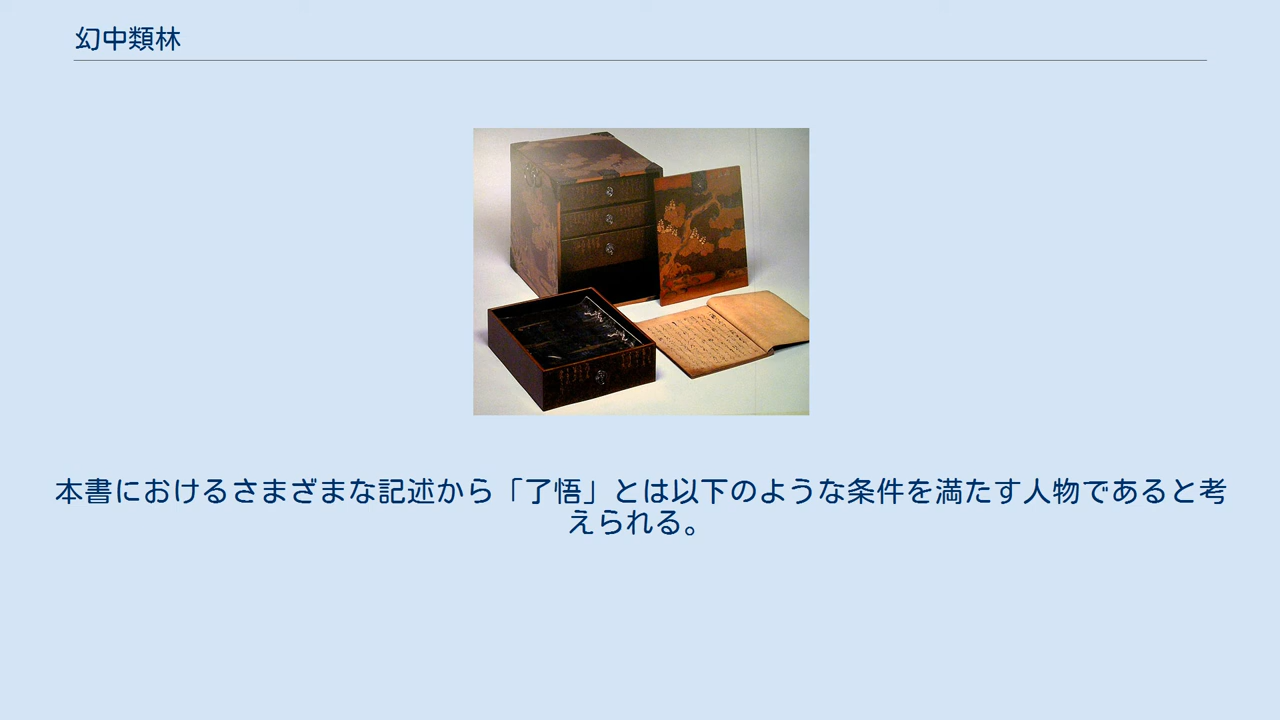 幻中類林
本書におけるさまざまな記述から「了悟」とは以下のような条件を満たす人物であると考
えられる。